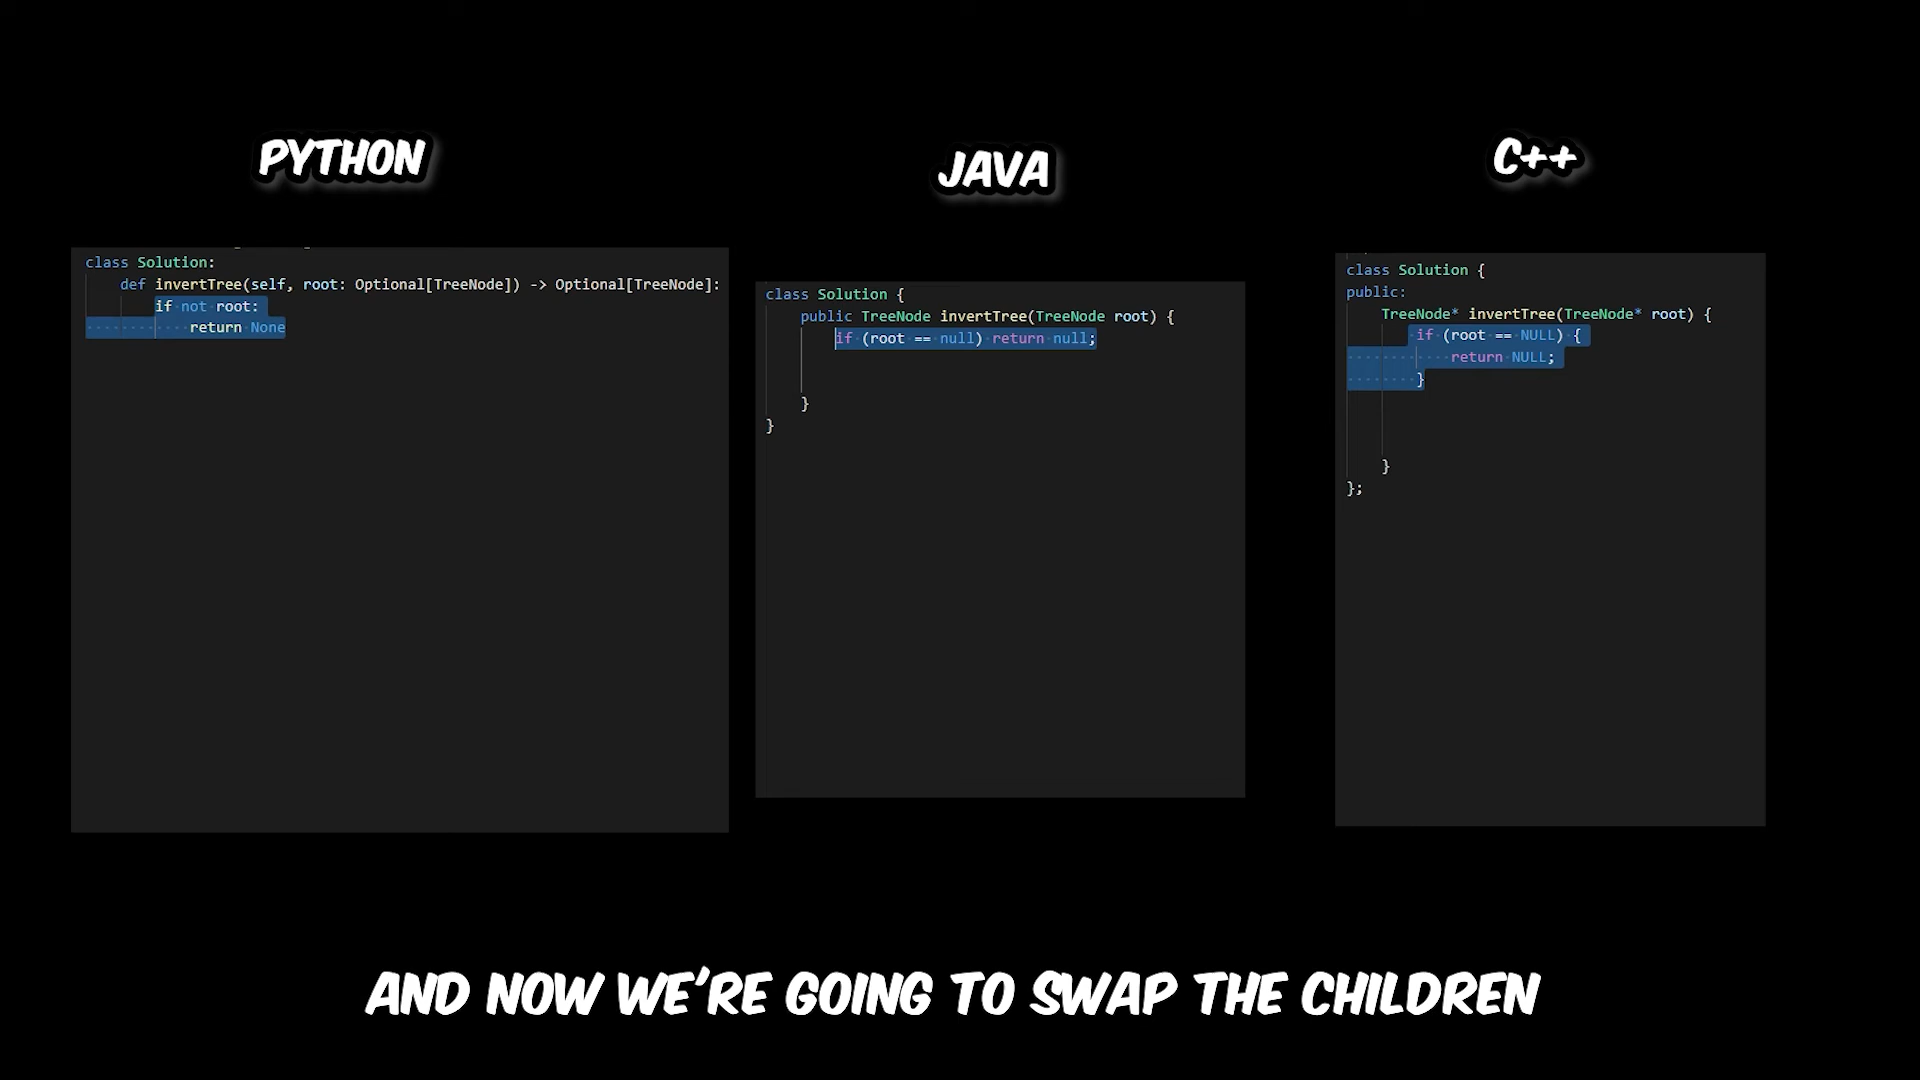 PYTHON
class Solution:
def invertTree(self, root: Optional[TreeNode]) -> Optional[TreeNode]:
if not root:
return None
JAVA
class Solution {
public TreeNode invertTree(TreeNode root) {
if (root == null) return null;
}
}
C++
class Solution {
public:
TreeNode* invertTree(TreeNode* root) {
if (root == NULL) {
return NULL;
}
}
};
AND NOW WE'RE GOING TO SWAP THE CHILDREN